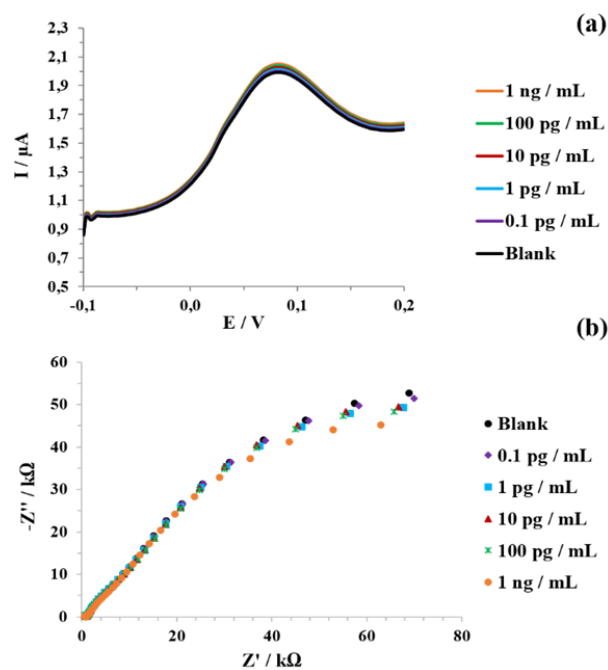 (a)
2,3
2,1
1,9
1,7
1,5
1,3
1,1
0,9
0,7
0,5
I / µA
-0,1
0,0
0,1
0,2
E / V
1 ng / mL
100 pg / mL
10 pg / mL
1 pg / mL
0.1 pg / mL
Blank
(b)
60
50
40
30
20
10
0
-Z'' / kΩ
0
20
40
60
80
Z' / kΩ
Blank
0.1 pg / mL
1 pg / mL
10 pg / mL
100 pg / mL
1 ng / mL